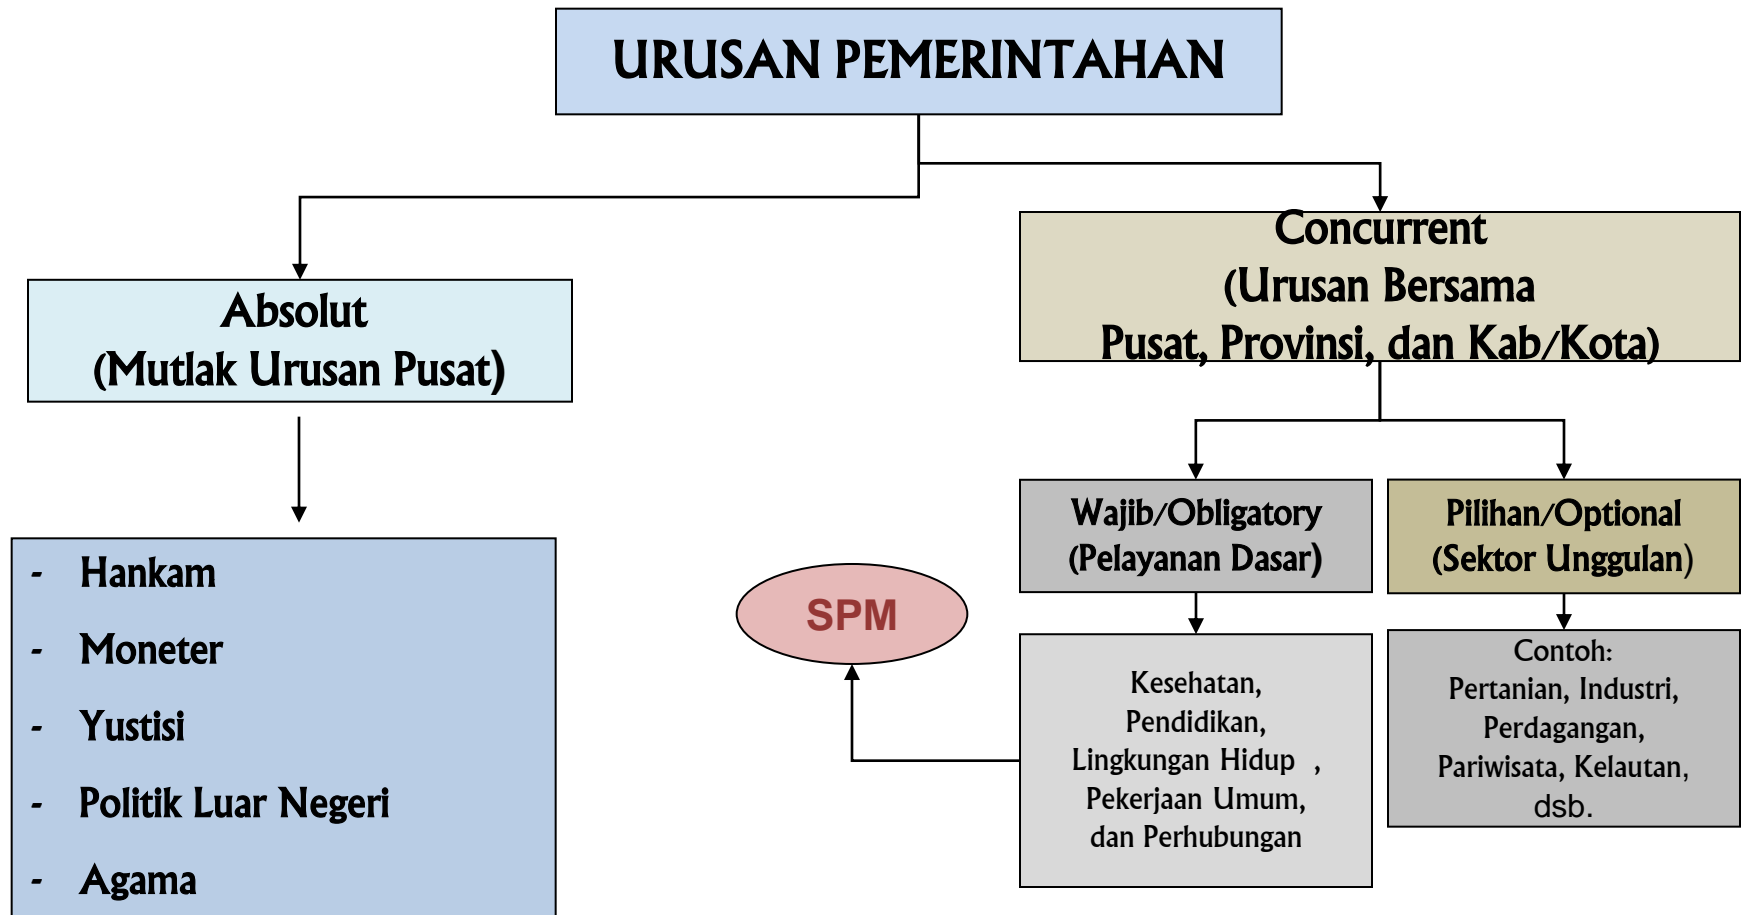 URUSAN PEMERINTAHAN
Absolut
(Mutlak Urusan Pusat)
- Hankam
- Moneter
- Yustisi
- Politik Luar Negeri
- Agama
Concurrent
(Urusan Bersama
Pusat, Provinsi, dan Kab/Kota)
Wajib/Obligatory
(Pelayanan Dasar)
Kesehatan,
Pendidikan,
Lingkungan Hidup  ,
Pekerjaan Umum,
dan Perhubungan
SPM
Pilihan/Optional
(Sektor Unggulan)
Contoh:
Pertanian, Industri,
Perdagangan,
Pariwisata, Kelautan,
dsb.